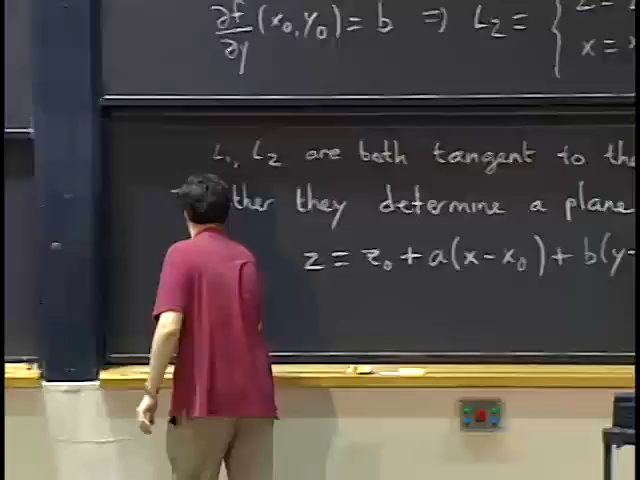 ∂f/∂y (x₀, y₀) = b ⇒ L₂ = {
x =
L₁, L₂ are both tangent to the
ther they determine a plane
z = z₀ + a(x - x₀) + b(y -